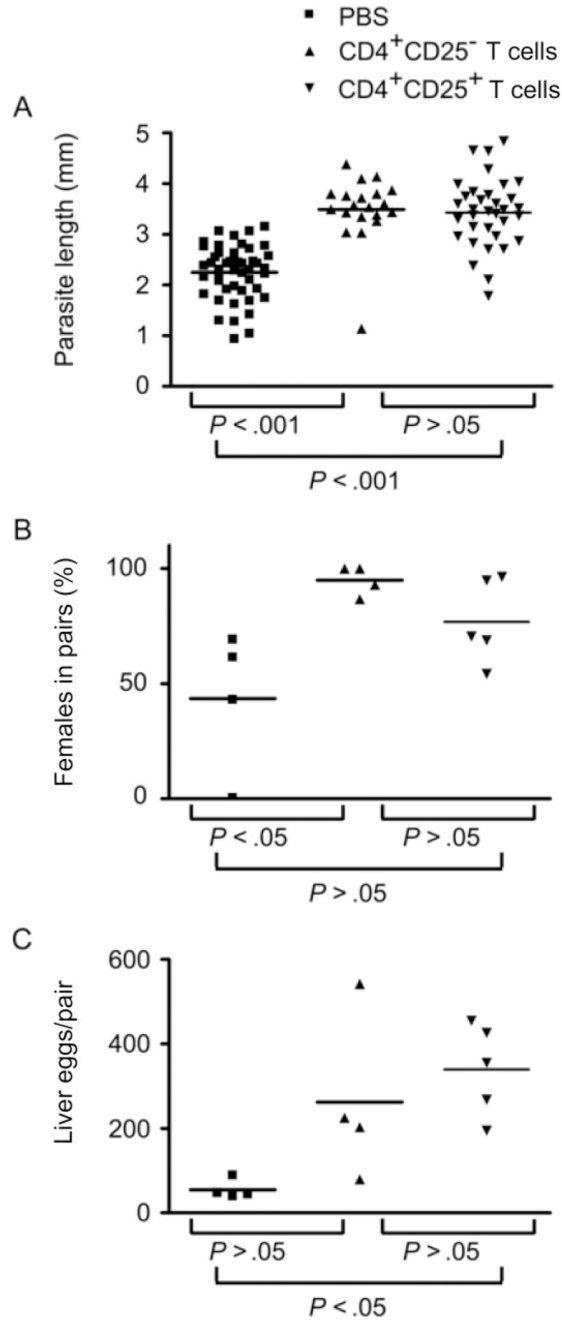 PBS
CD4⁺CD25⁻ T cells
CD4⁺CD25⁺ T cells
A
Parasite length (mm)
5
4
3
2
1
0
P < .001
P > .05
P < .001
B
Females in pairs (%)
100
50
0
P < .05
P > .05
P > .05
C
Liver eggs/pair
600
400
200
0
P > .05
P > .05
P < .05